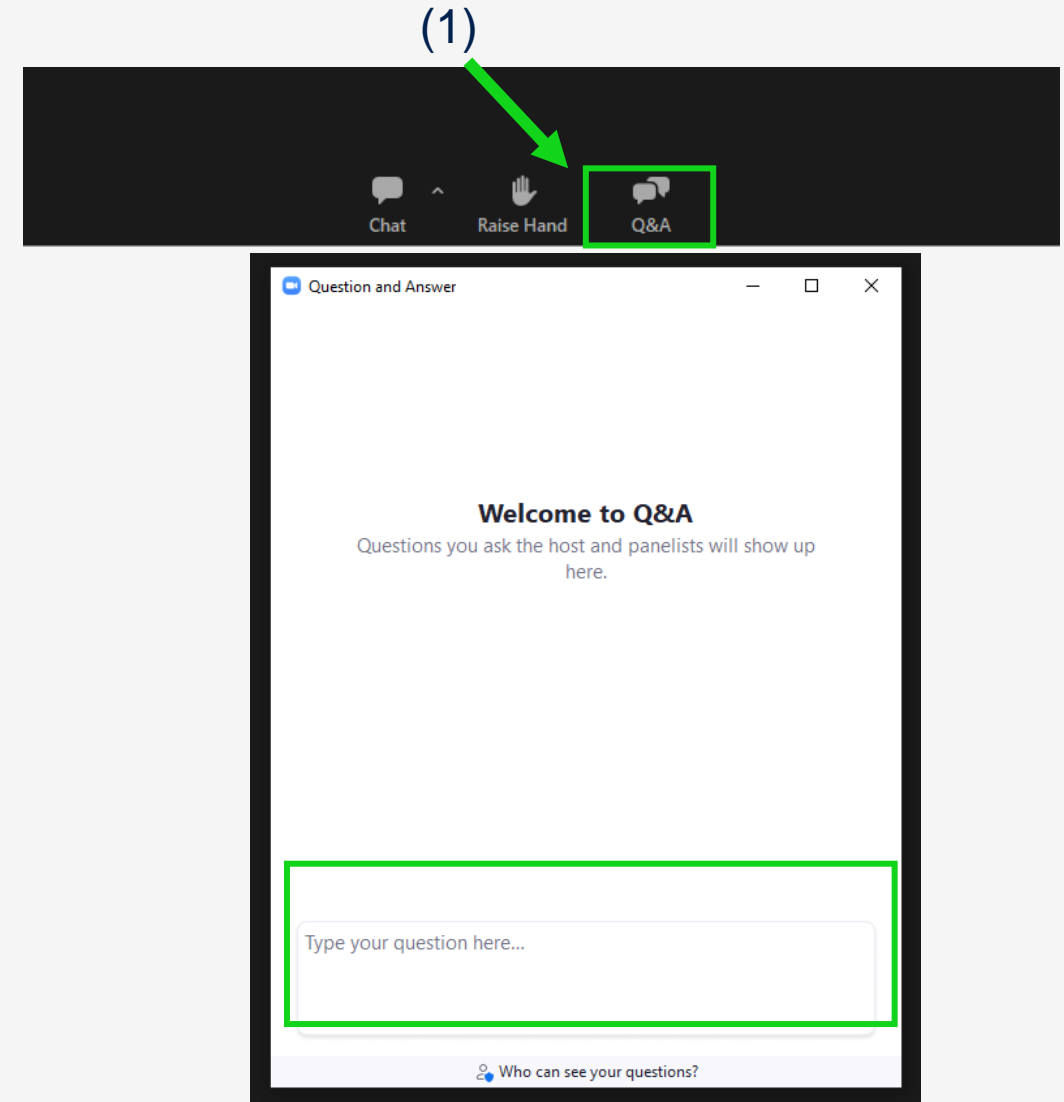 (1)
Chat
Raise Hand
Q&A
Question and Answer
Welcome to Q&A
Questions you ask the host and panelists will show up
here.
Type your question here...
Who can see your questions?